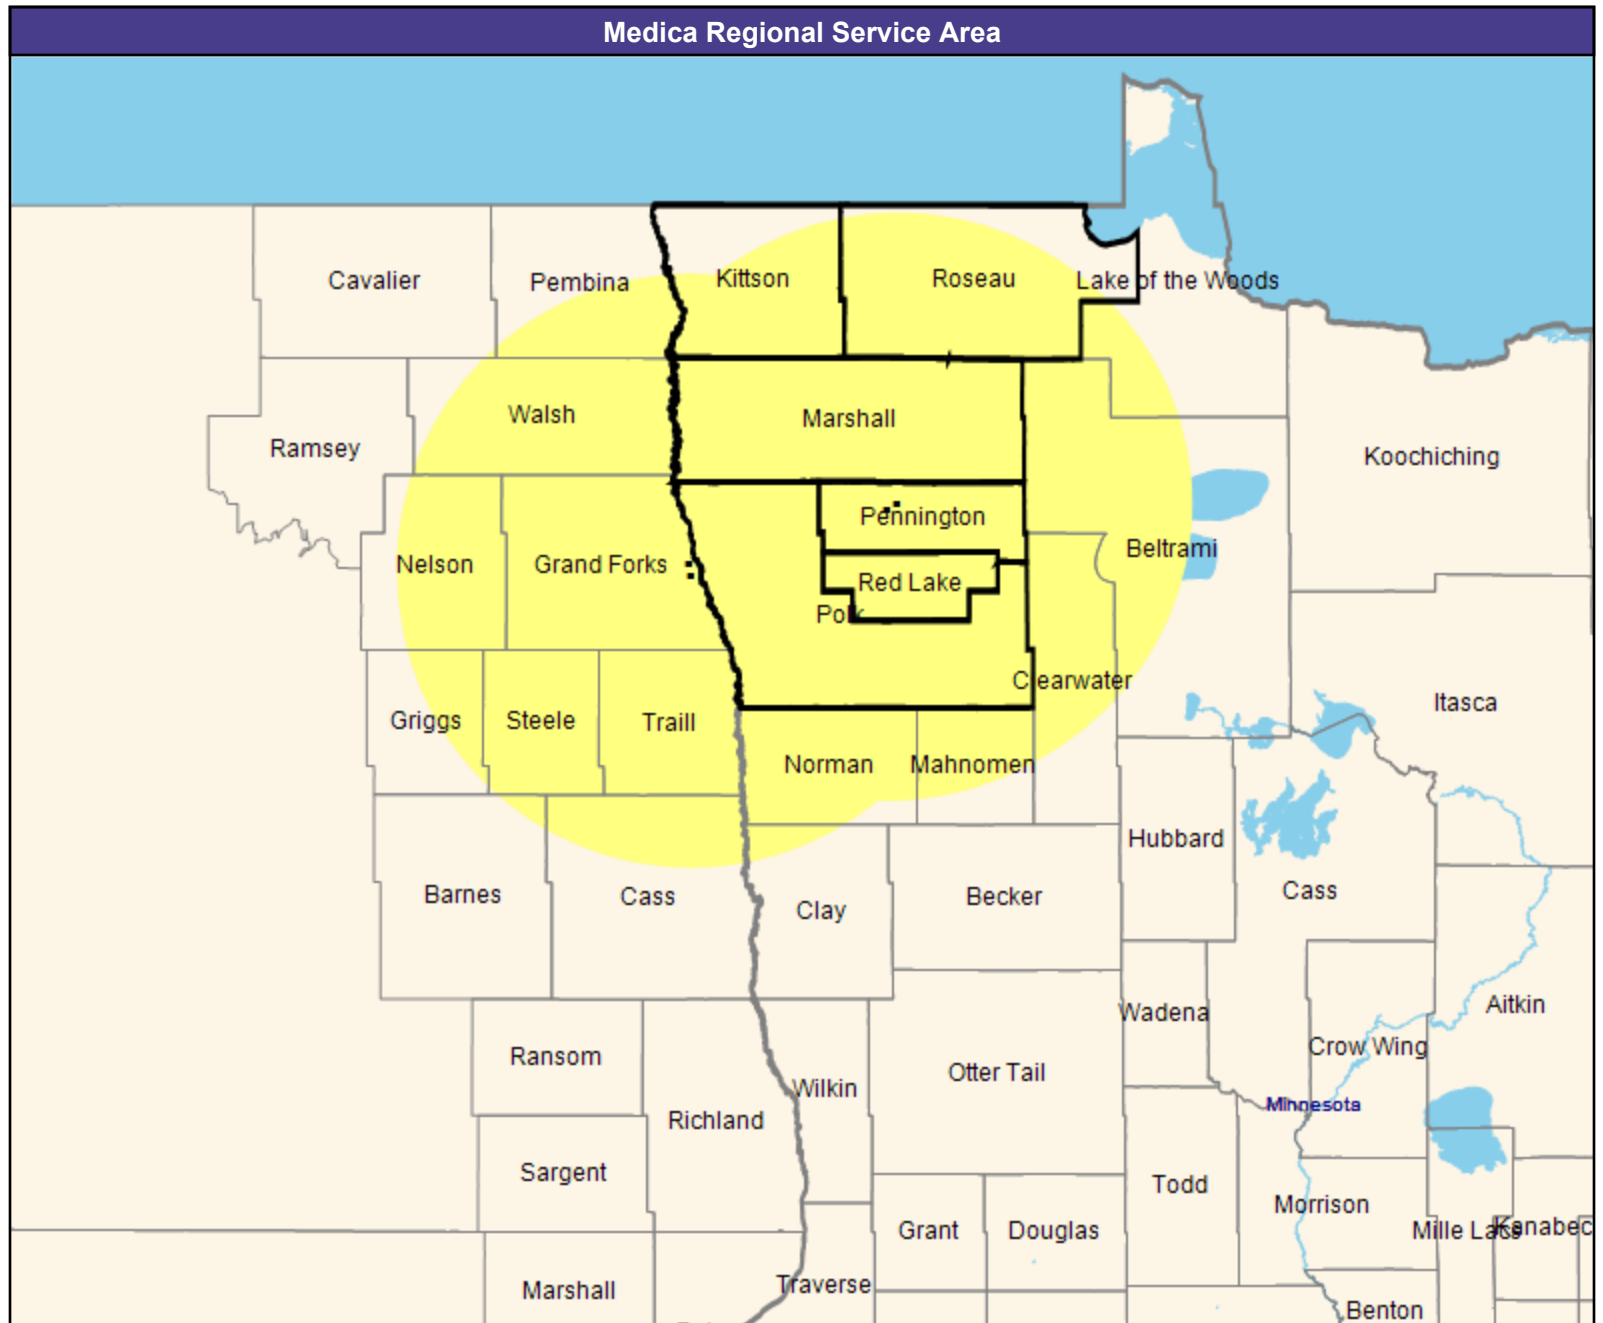 Medica Regional Service Area
Cavalier
Pembina
Kittson
Roseau
Lake of the Woods
Walsh
Marshall
Ramsey
Koochiching
Pennington
Beltrami
Nelson
Grand Forks
Red Lake
Polk
Clearwater
Itasca
Griggs
Steele
Traill
Norman
Mahnomen
Hubbard
Barnes
Cass
Clay
Becker
Cass
Wadena
Aitkin
Ransom
Crow Wing
Otter Tail
Wilkin
Minnesota
Richland
Sargent
Todd
Morrison
Grant
Douglas
Mille Lacs
Kanabec
Marshall
Traverse
Benton